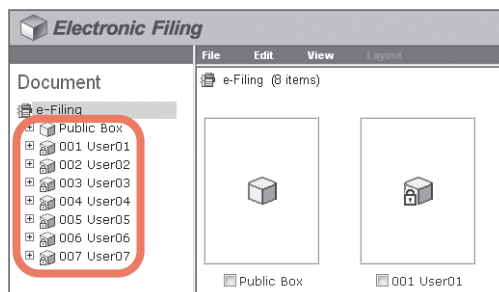 Electronic Filing
File Edit View Layout
Document
e-Filing
Public Box
001 User01
002 User02
003 User03
004 User04
005 User05
006 User06
007 User07
e-Filing (8 items)
Public Box
001 User01